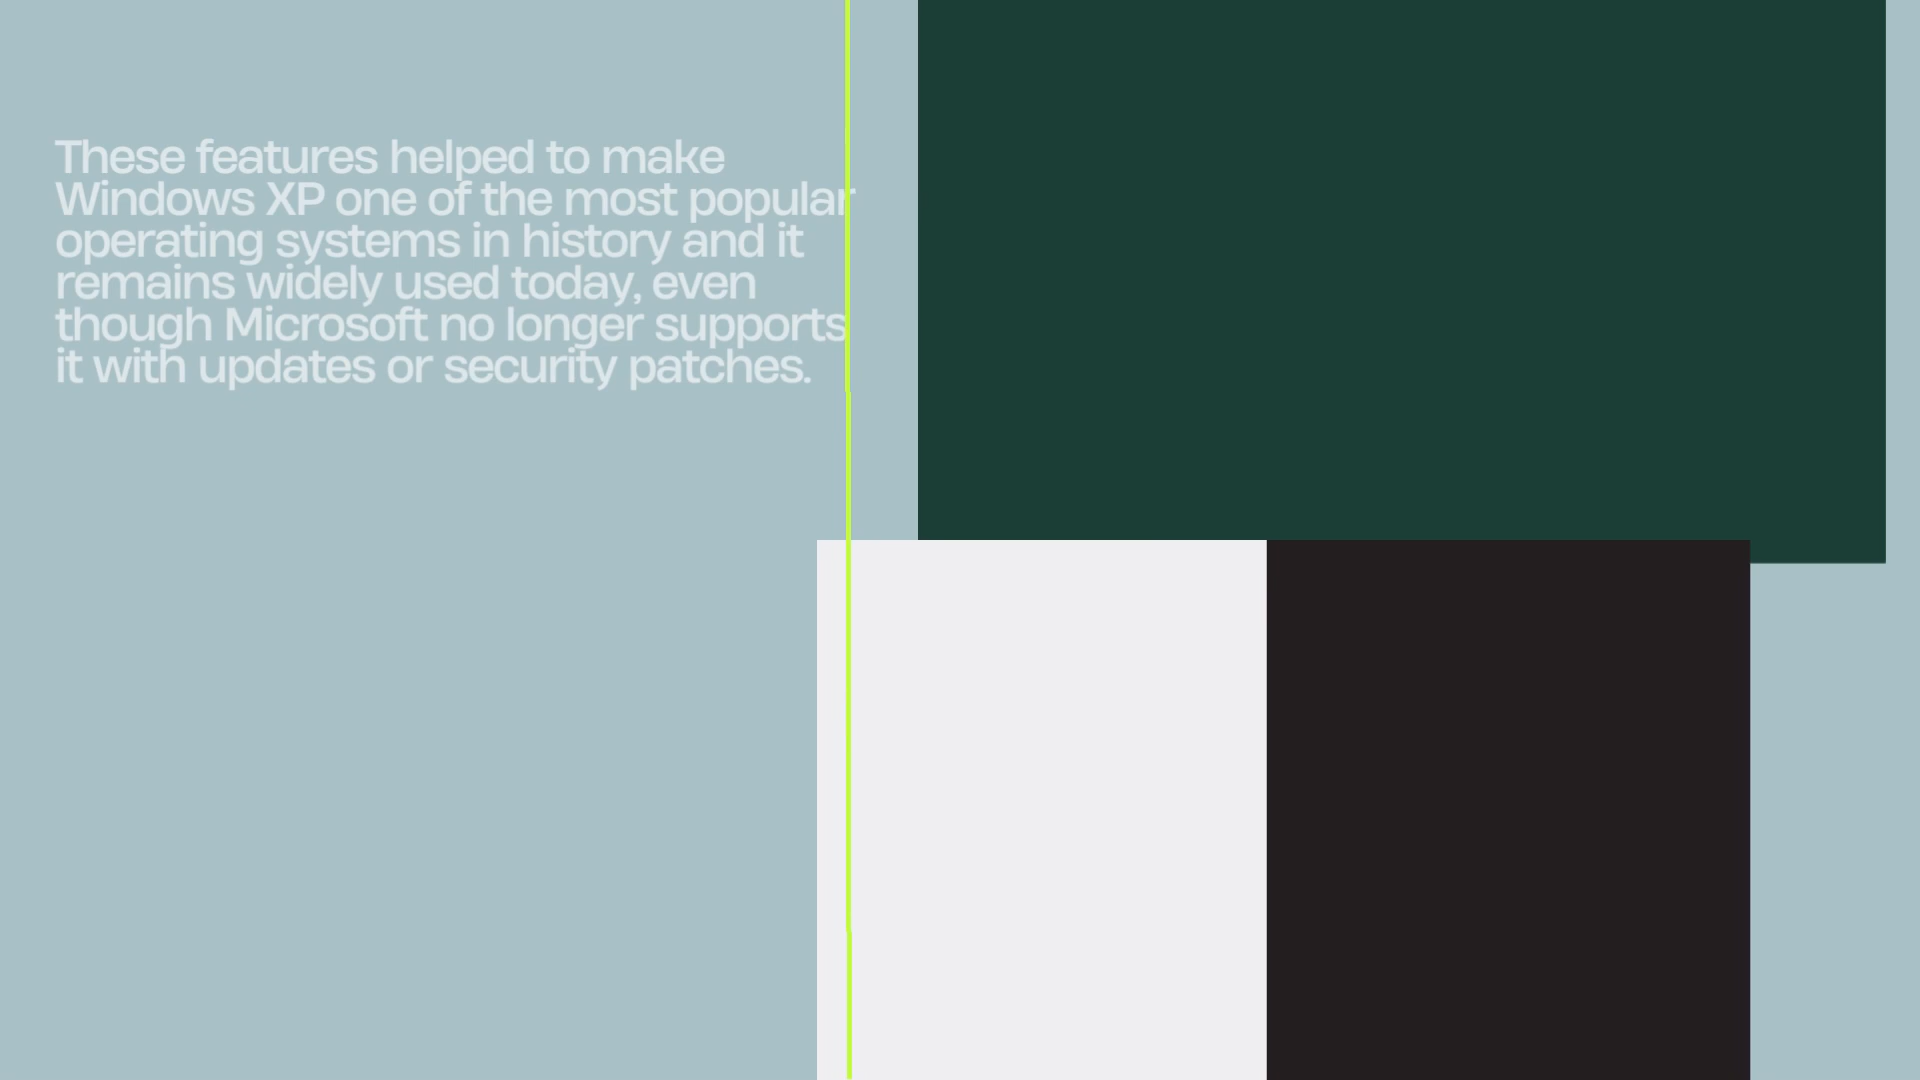 These features helped to make
Windows XP one of the most popular
operating systems in history and it
remains widely used today, even
though Microsoft no longer supports
it with updates or security patches.